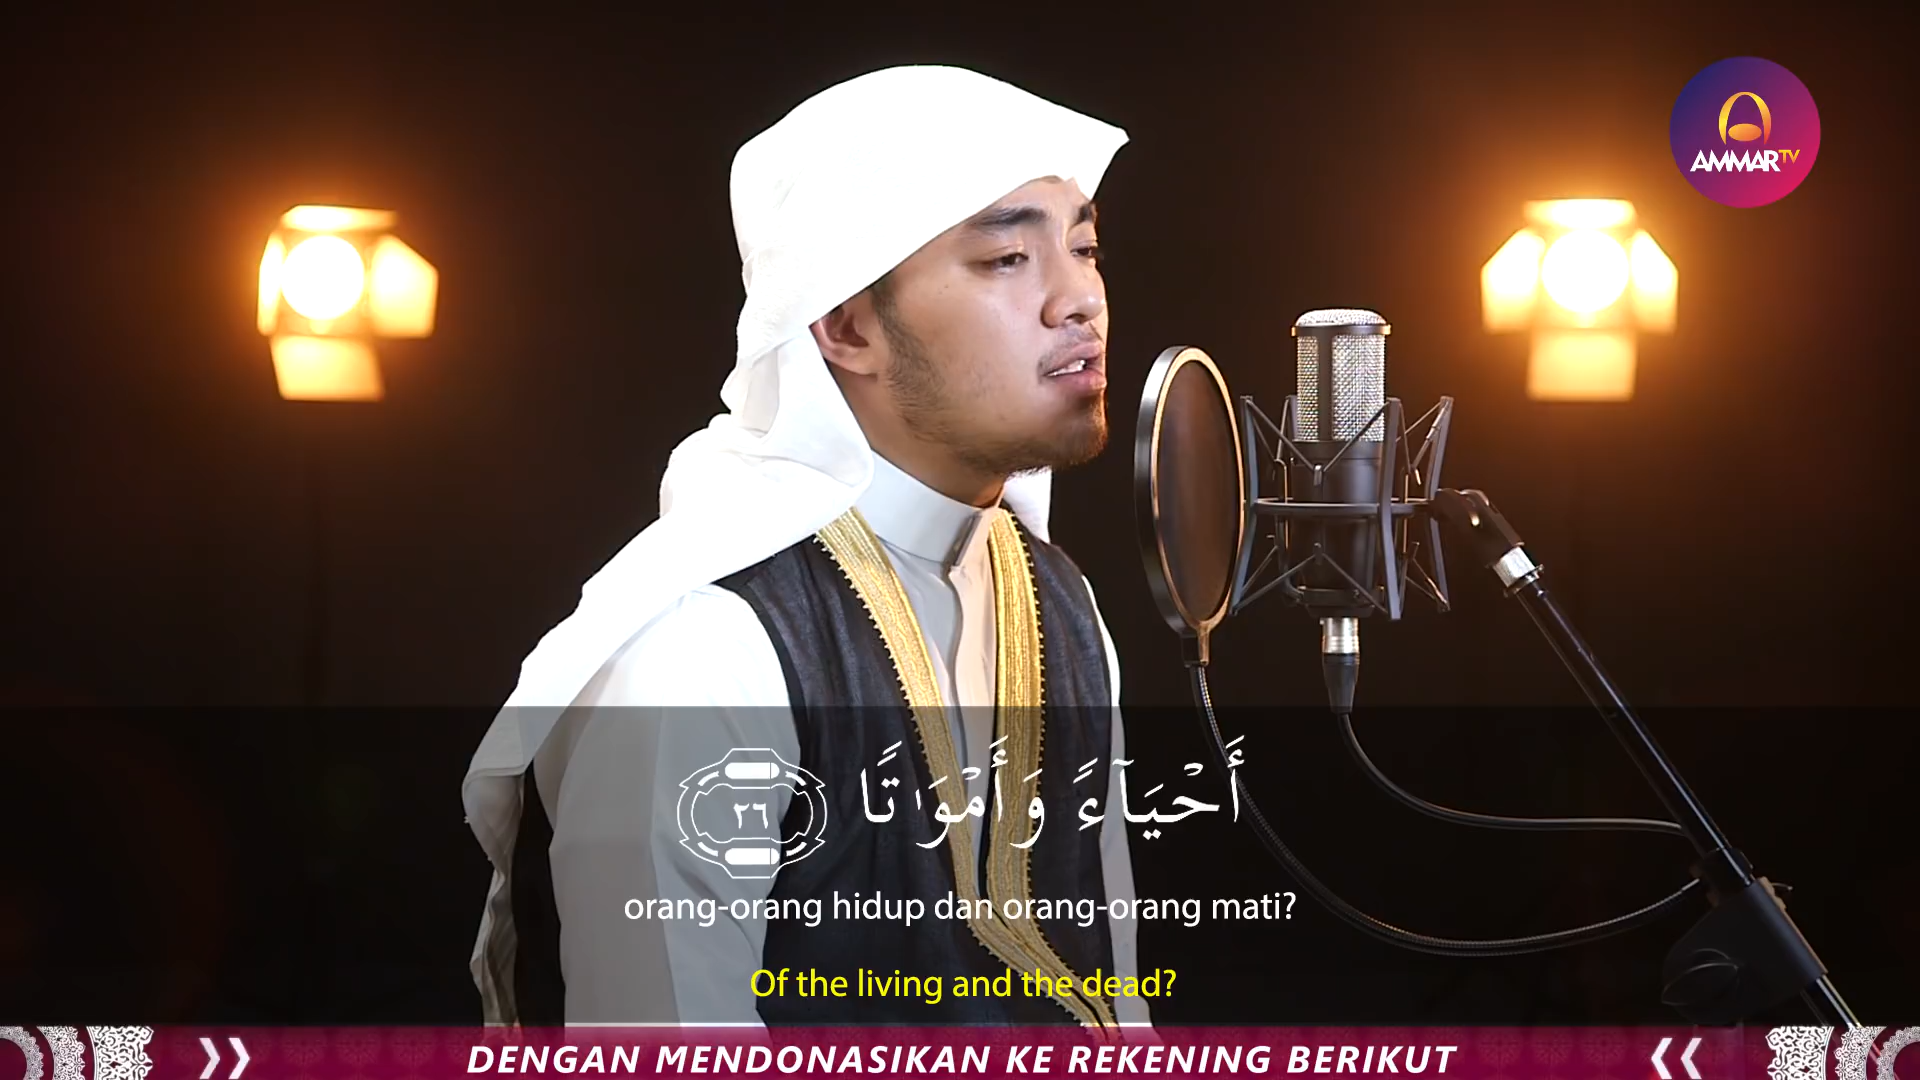 AMMARTV
أَحْيَآءً وَأَمْوَٰتًا ٢٦
orang-orang hidup dan orang-orang mati?
Of the living and the dead?
DENGAN MENDONASIKAN KE REKENING BERIKUT